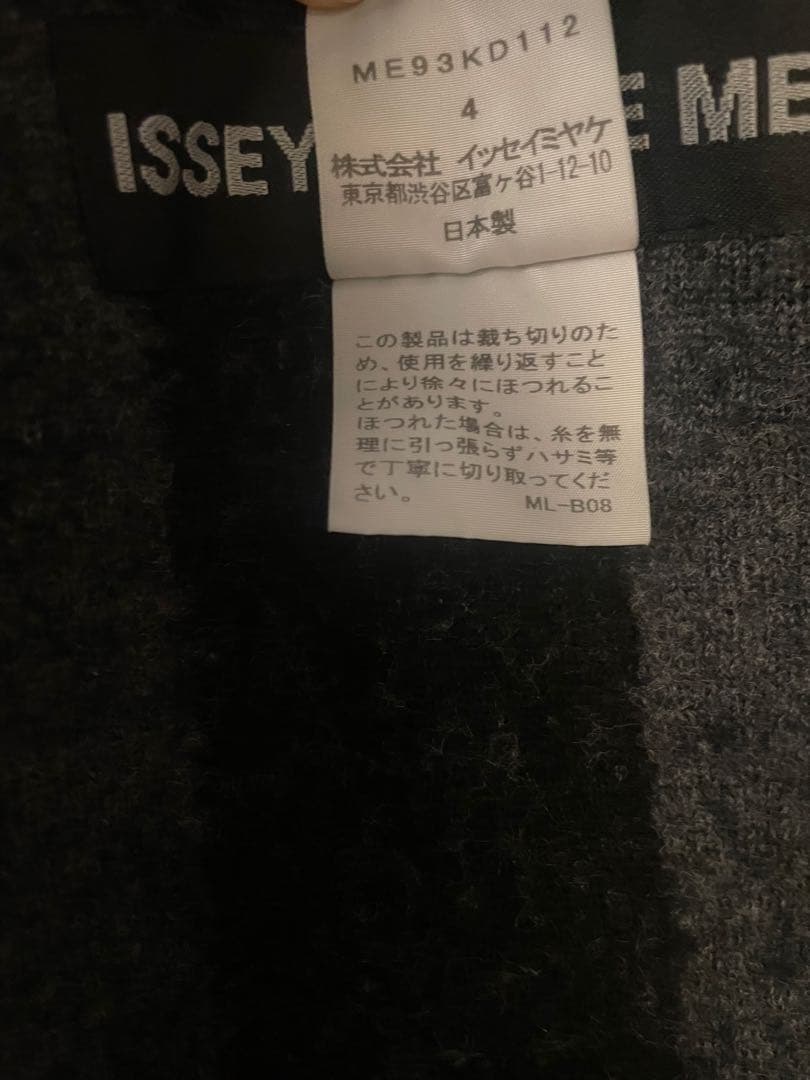 ME93KD112
4
ISSEY E ME
株式会社 イッセイミヤケ
東京都渋谷区富ヶ谷1-12-10
日本製
この製品は裁ち切りのた
め、使用を繰り返すこと
により徐々にほつれるこ
とがあります。
ほつれた場合は、糸を無
理に引っ張らずハサミ等
で丁寧に切り取ってくだ
さい。
ML-B08